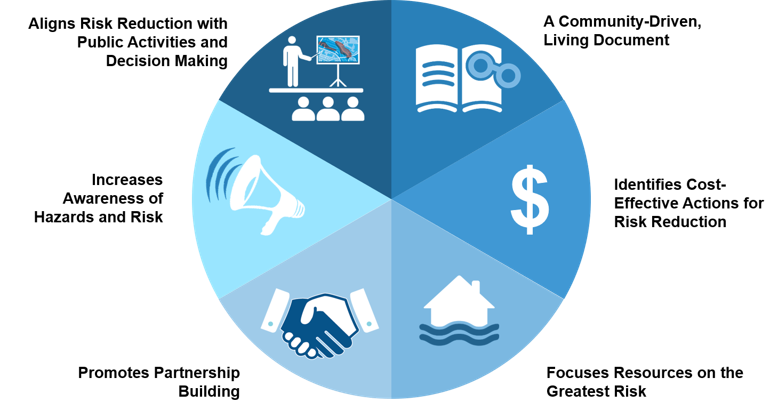 Aligns Risk Reduction with
Public Activities and
Decision Making
A Community-Driven,
Living Document
Increases
Awareness of
Hazards and Risk
$
Identifies Cost-
Effective Actions for
Risk Reduction
Promotes Partnership
Building
Focuses Resources on the
Greatest Risk